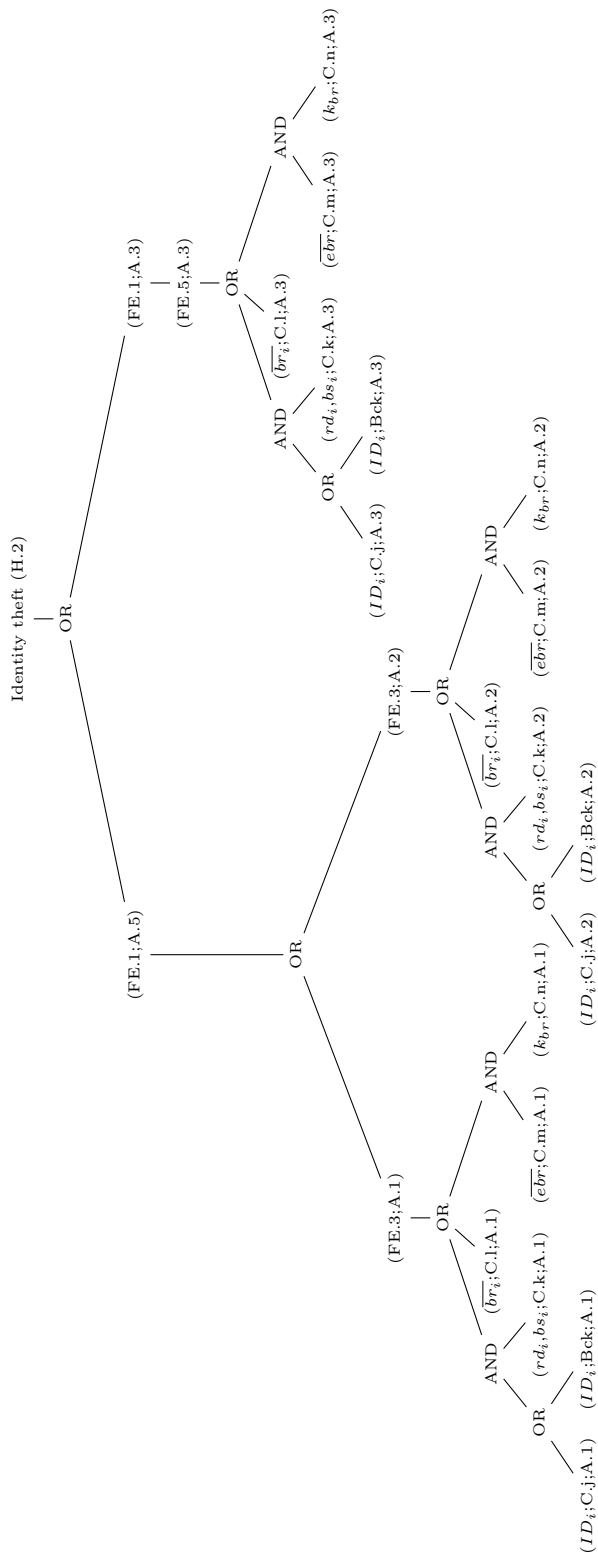 Identity theft (H.2)
OR
(FE.1;A.5) (FE.1;A.3)
(FE.5;A.3)
OR
AND ($\overline{br_i}$;C.l;A.3) AND
OR
OR ($rd_i$,$bs_i$;C.k;A.3) ($\overline{ebr}$;C.m;A.3) ($k_{br}$;C.n;A.3)
($ID_i$;C.j;A.3) ($ID_i$;Bck;A.3)
(FE.3;A.1) (FE.3;A.2)
OR OR
AND ($\overline{br_i}$;C.l;A.1) AND AND ($\overline{br_i}$;C.l;A.2) AND
OR ($rd_i$,$bs_i$;C.k;A.1) ($\overline{ebr}$;C.m;A.1) ($k_{br}$;C.n;A.1) OR ($rd_i$,$bs_i$;C.k;A.2) ($\overline{ebr}$;C.m;A.2) ($k_{br}$;C.n;A.2)
($ID_i$;C.j;A.1) ($ID_i$;Bck;A.1) ($ID_i$;C.j;A.2) ($ID_i$;Bck;A.2)